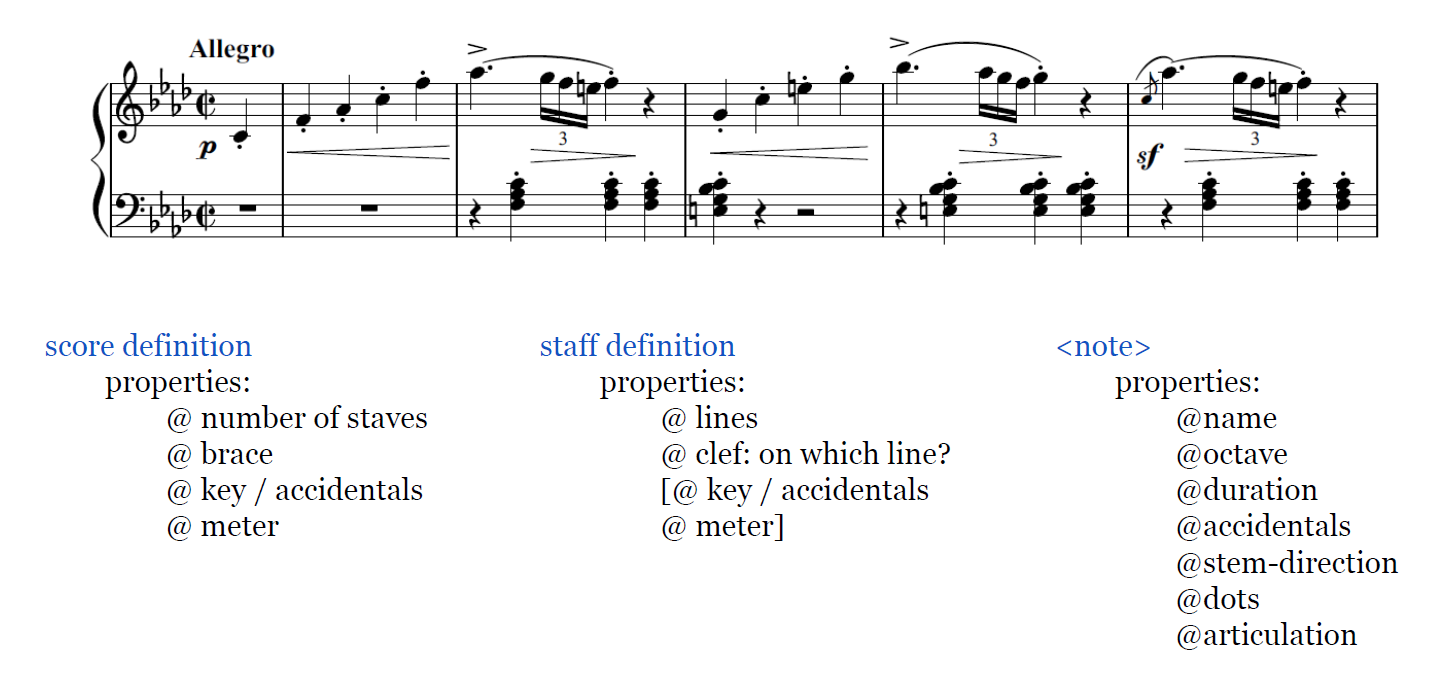 Allegro
p
3
3
sf
3
score definition
properties:
@ number of staves
@ brace
@ key / accidentals
@ meter
staff definition
properties:
@ lines
@ clef: on which line?
[@ key / accidentals
@ meter]
<note>
properties:
@name
@octave
@duration
@accidentals
@stem-direction
@dots
@articulation